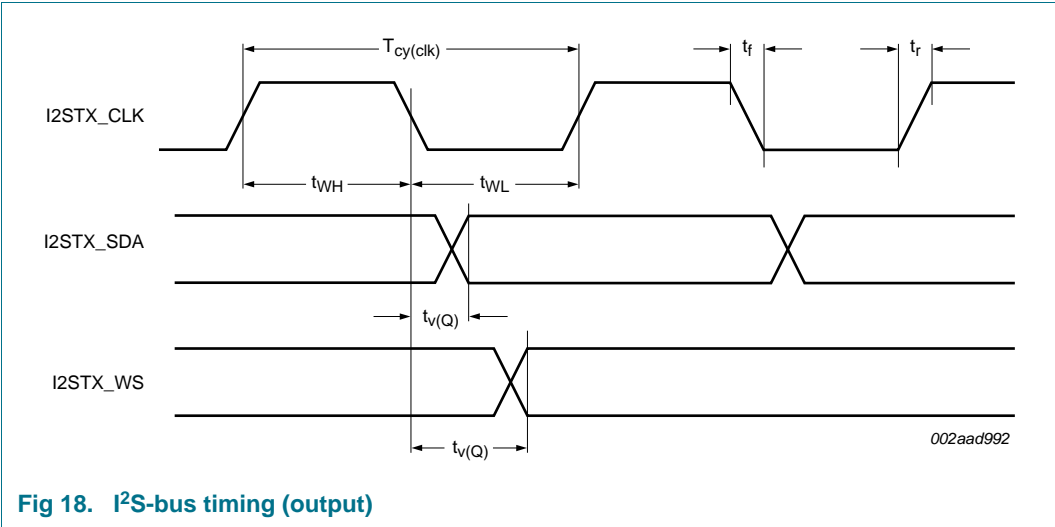 T_cy(clk)
t_f
t_r
I2STX_CLK
t_WH
t_WL
I2STX_SDA
t_v(Q)
I2STX_WS
t_v(Q)
002aad992
Fig 18. I²S-bus timing (output)